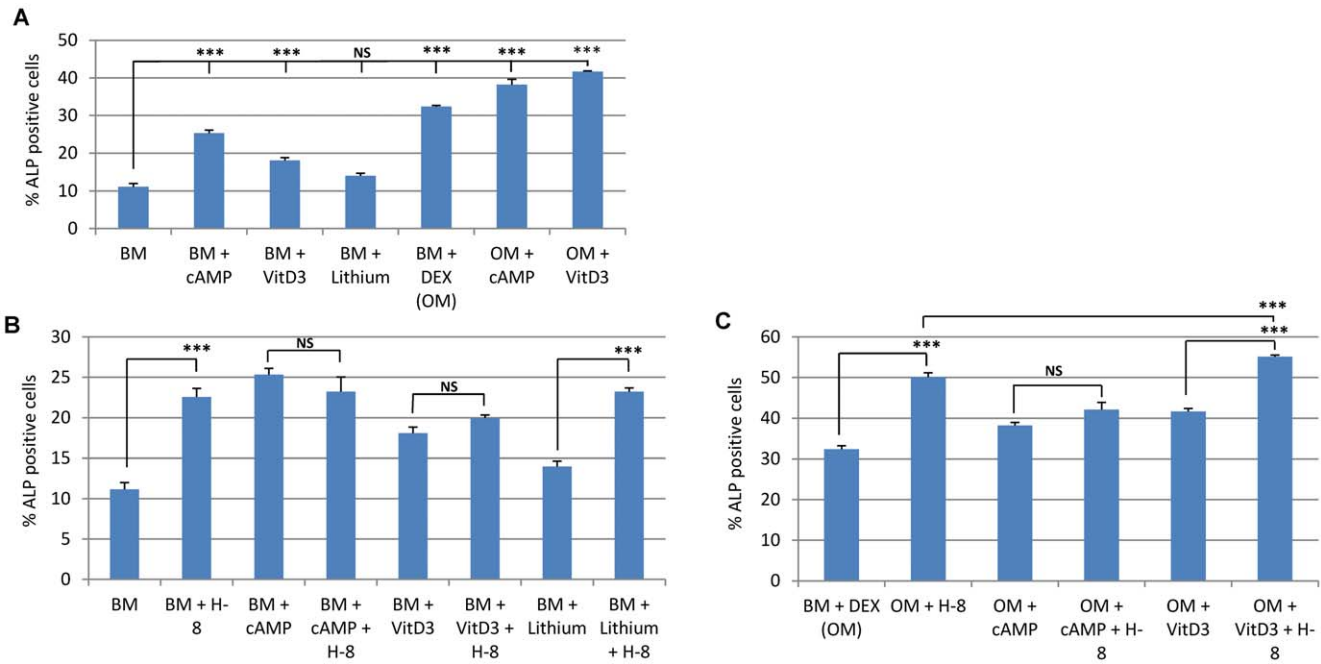 A
50
40
30
20
10
0
% ALP positive cells
*** *** NS *** *** ***
BM
BM +
cAMP
BM +
VitD3
BM +
Lithium
BM +
DEX
(OM)
OM +
cAMP
OM +
VitD3
B
30
25
20
15
10
5
0
% ALP positive cells
***
NS
NS
***
BM
BM + H-
8
BM +
cAMP
BM +
cAMP +
H-8
BM +
VitD3
BM +
VitD3 +
H-8
BM +
Lithium
BM +
Lithium
+ H-8
C
60
50
40
30
20
10
0
% ALP positive cells
***
***
NS
***
BM + DEX
(OM)
OM + H-8
OM +
cAMP
OM +
cAMP + H-
8
OM +
VitD3
OM +
VitD3 + H-
8